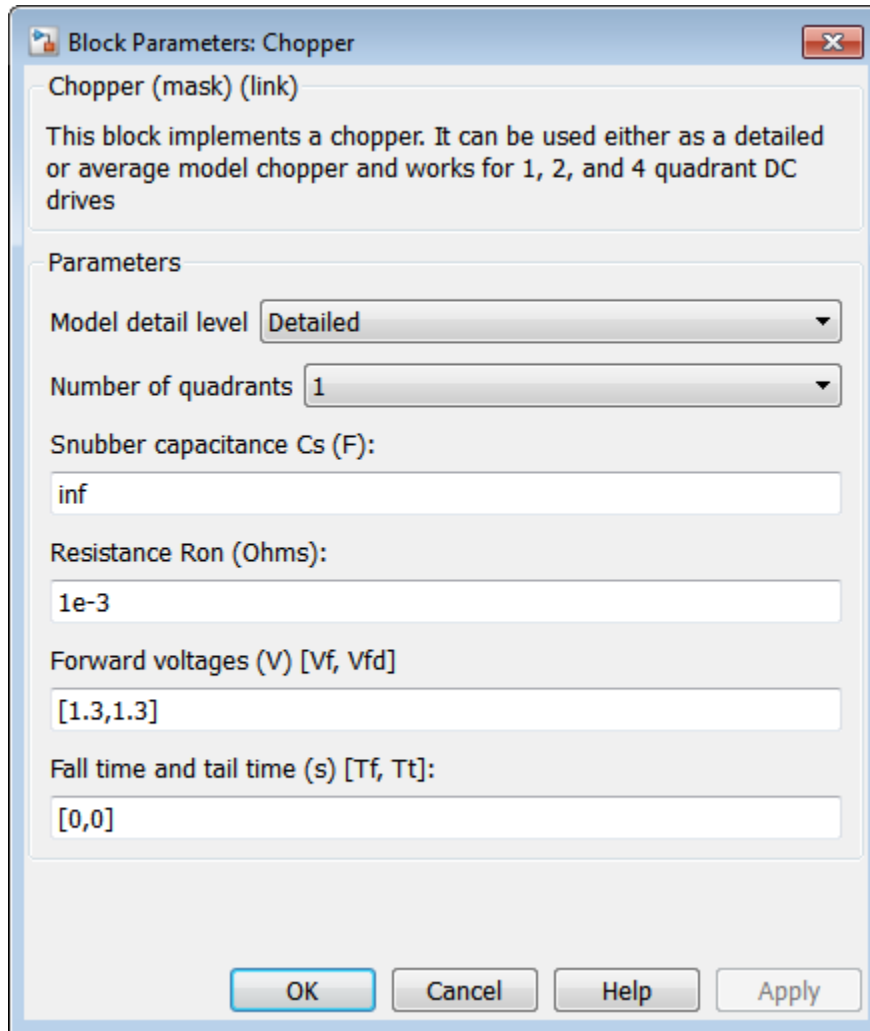 Block Parameters: Chopper
Chopper (mask) (link)
This block implements a chopper. It can be used either as a detailed
or average model chopper and works for 1, 2, and 4 quadrant DC
drives
Parameters
Model detail level Detailed
Number of quadrants 1
Snubber capacitance Cs (F):
inf
Resistance Ron (Ohms):
1e-3
Forward voltages (V) [Vf, Vfd]
[1.3,1.3]
Fall time and tail time (s) [Tf, Tt]:
[0,0]
OK Cancel Help Apply